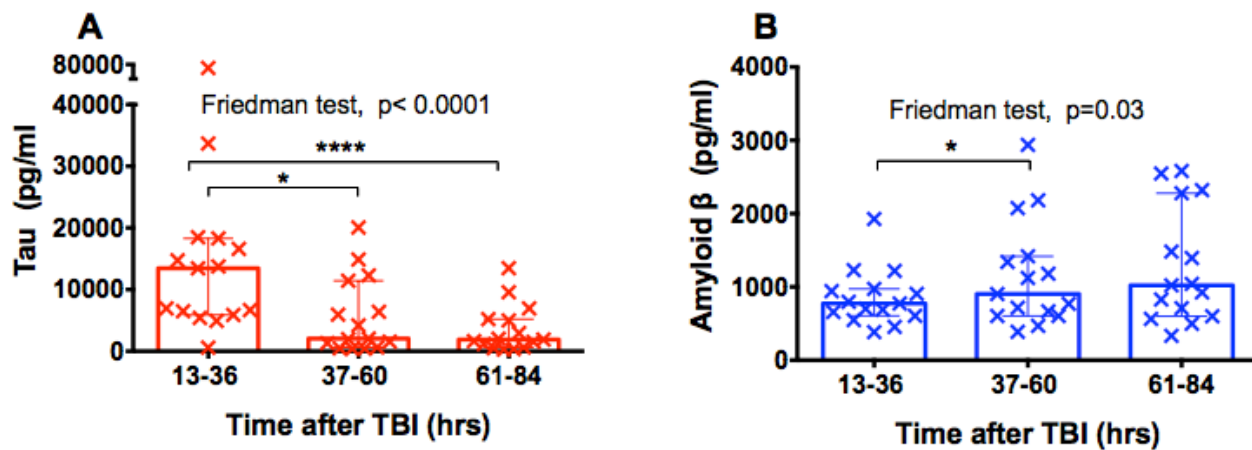 A
Tau (pg/ml)
80000
40000
30000
20000
10000
0
Friedman test, p< 0.0001
****
*
13-36 37-60 61-84
Time after TBI (hrs)
B
Amyloid β (pg/ml)
4000
3000
2000
1000
0
Friedman test, p=0.03
*
13-36 37-60 61-84
Time after TBI (hrs)